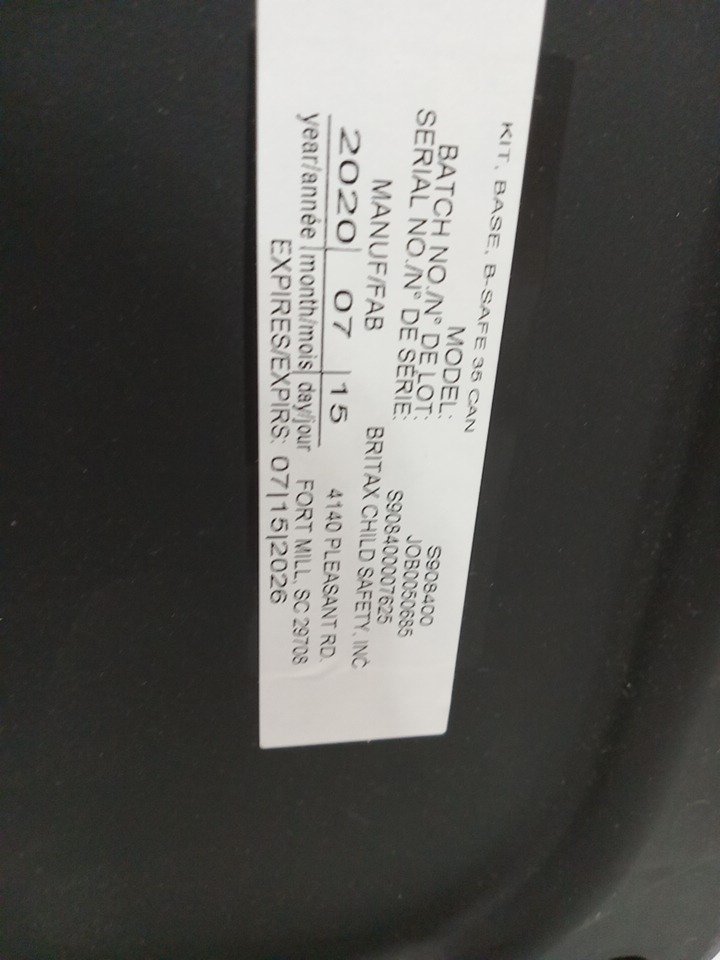 KIT, BASE, B-SAFE 35 CAN
MODEL: S908400
BATCH NO./N° DE LOT: JOB0050685
SERIAL NO./N° DE SÉRIE: S908400007625
MANUF/FAB BRITAX CHILD SAFETY, INC
2020 | 07 | 15 4140 PLEASANT RD.
year/année |month/mois| day/jour FORT MILL, SC 29708
EXPIRES/EXPIRS: 07|15|2026